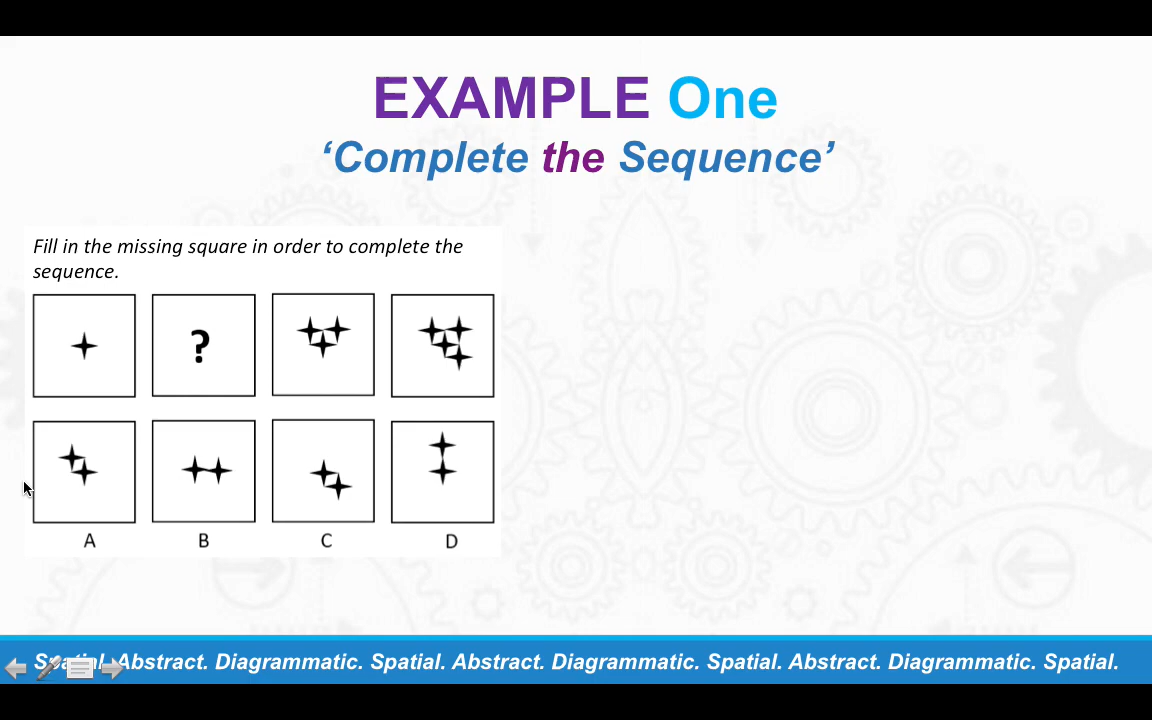 EXAMPLE One
‘Complete the Sequence’
Fill in the missing square in order to complete the
sequence.
?
A B C D
Spatial. Abstract. Diagrammatic. Spatial. Abstract. Diagrammatic. Spatial. Abstract. Diagrammatic. Spatial.